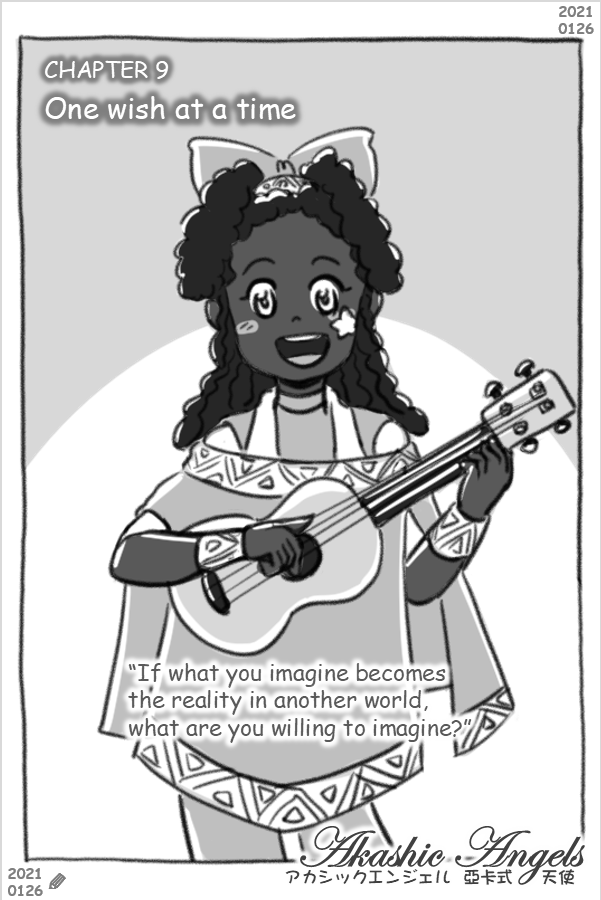 2021
0126
CHAPTER 9
One wish at a time
“If what you imagine becomes
the reality in another world,
what are you willing to imagine?”
Akashic Angels
アカシックエンジェル 亞卡式 天使
2021
0126